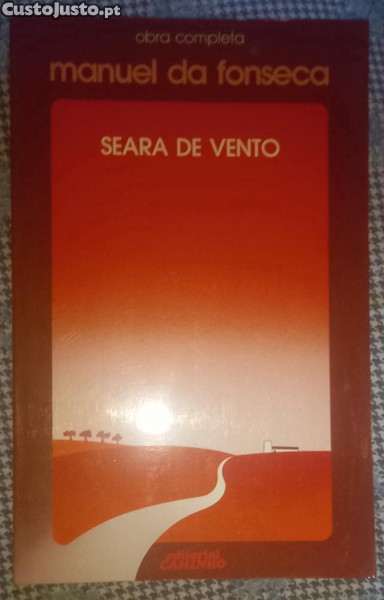 CustoJusto.pt
obra completa
manuel da fonseca
SEARA DE VENTO
editorial
CAMINHO